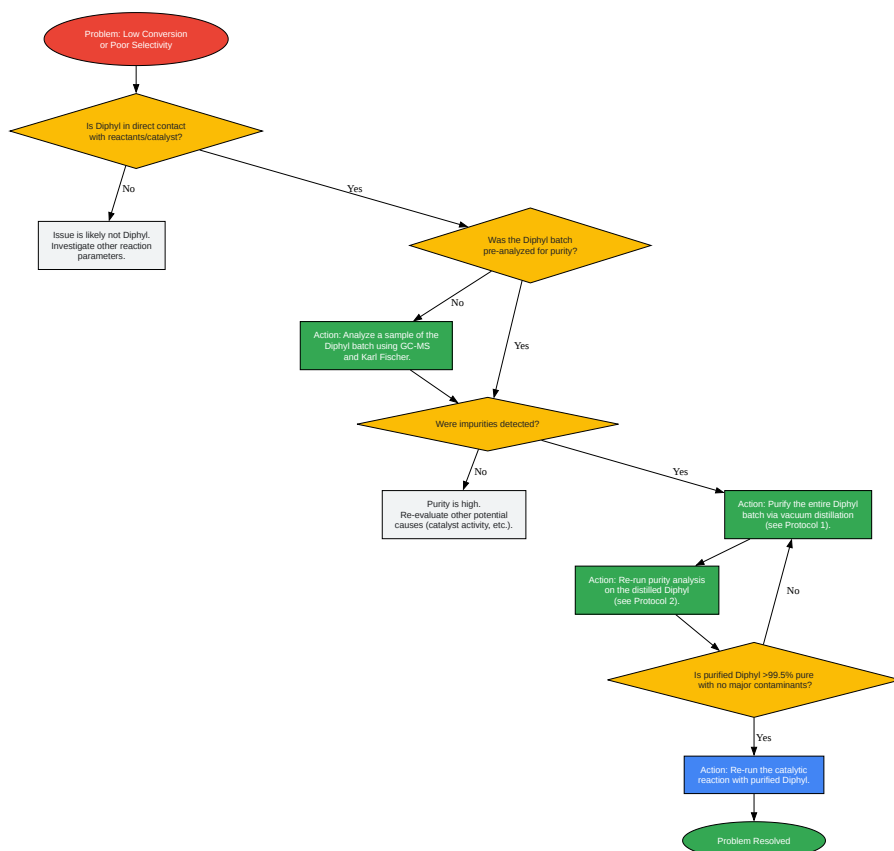 Problem: Low Conversion
or Poor Selectivity
Is Diphyl in direct contact
with reactants/catalyst?
No
Yes
Issue is likely not Diphyl.
Investigate other reaction
parameters.
Was the Diphyl batch
pre-analyzed for purity?
No
Yes
Action: Analyze a sample of the
Diphyl batch using GC-MS
and Karl Fischer.
Were impurities detected?
No
Yes
Purity is high.
Re-evaluate other potential
causes (catalyst activity, etc.).
Action: Purify the entire Diphyl
batch via vacuum distillation
(see Protocol 1).
Action: Re-run purity analysis
on the distilled Diphyl
(see Protocol 2).
No
Is purified Diphyl >99.5% pure
with no major contaminants?
Yes
Action: Re-run the catalytic
reaction with purified Diphyl.
Problem Resolved